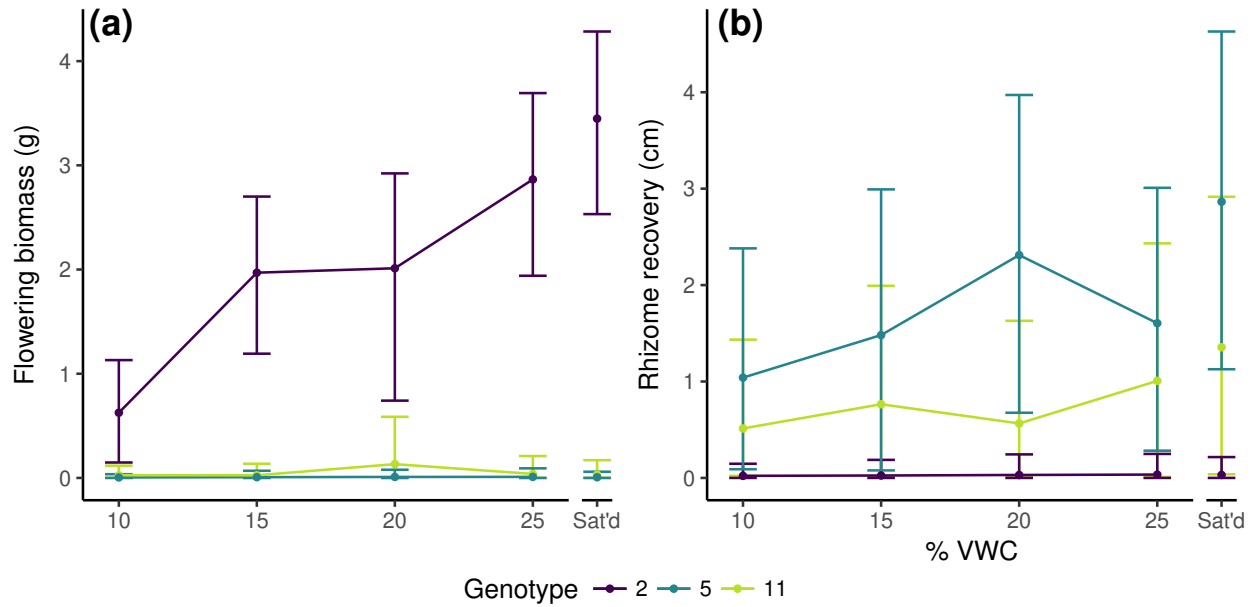 (a)
Flowering biomass (g)
4
3
2
1
0
10 15 20 25 Sat'd
(b)
Rhizome recovery (cm)
4
3
2
1
0
10 15 20 25 Sat'd
% VWC
Genotype 2 5 11